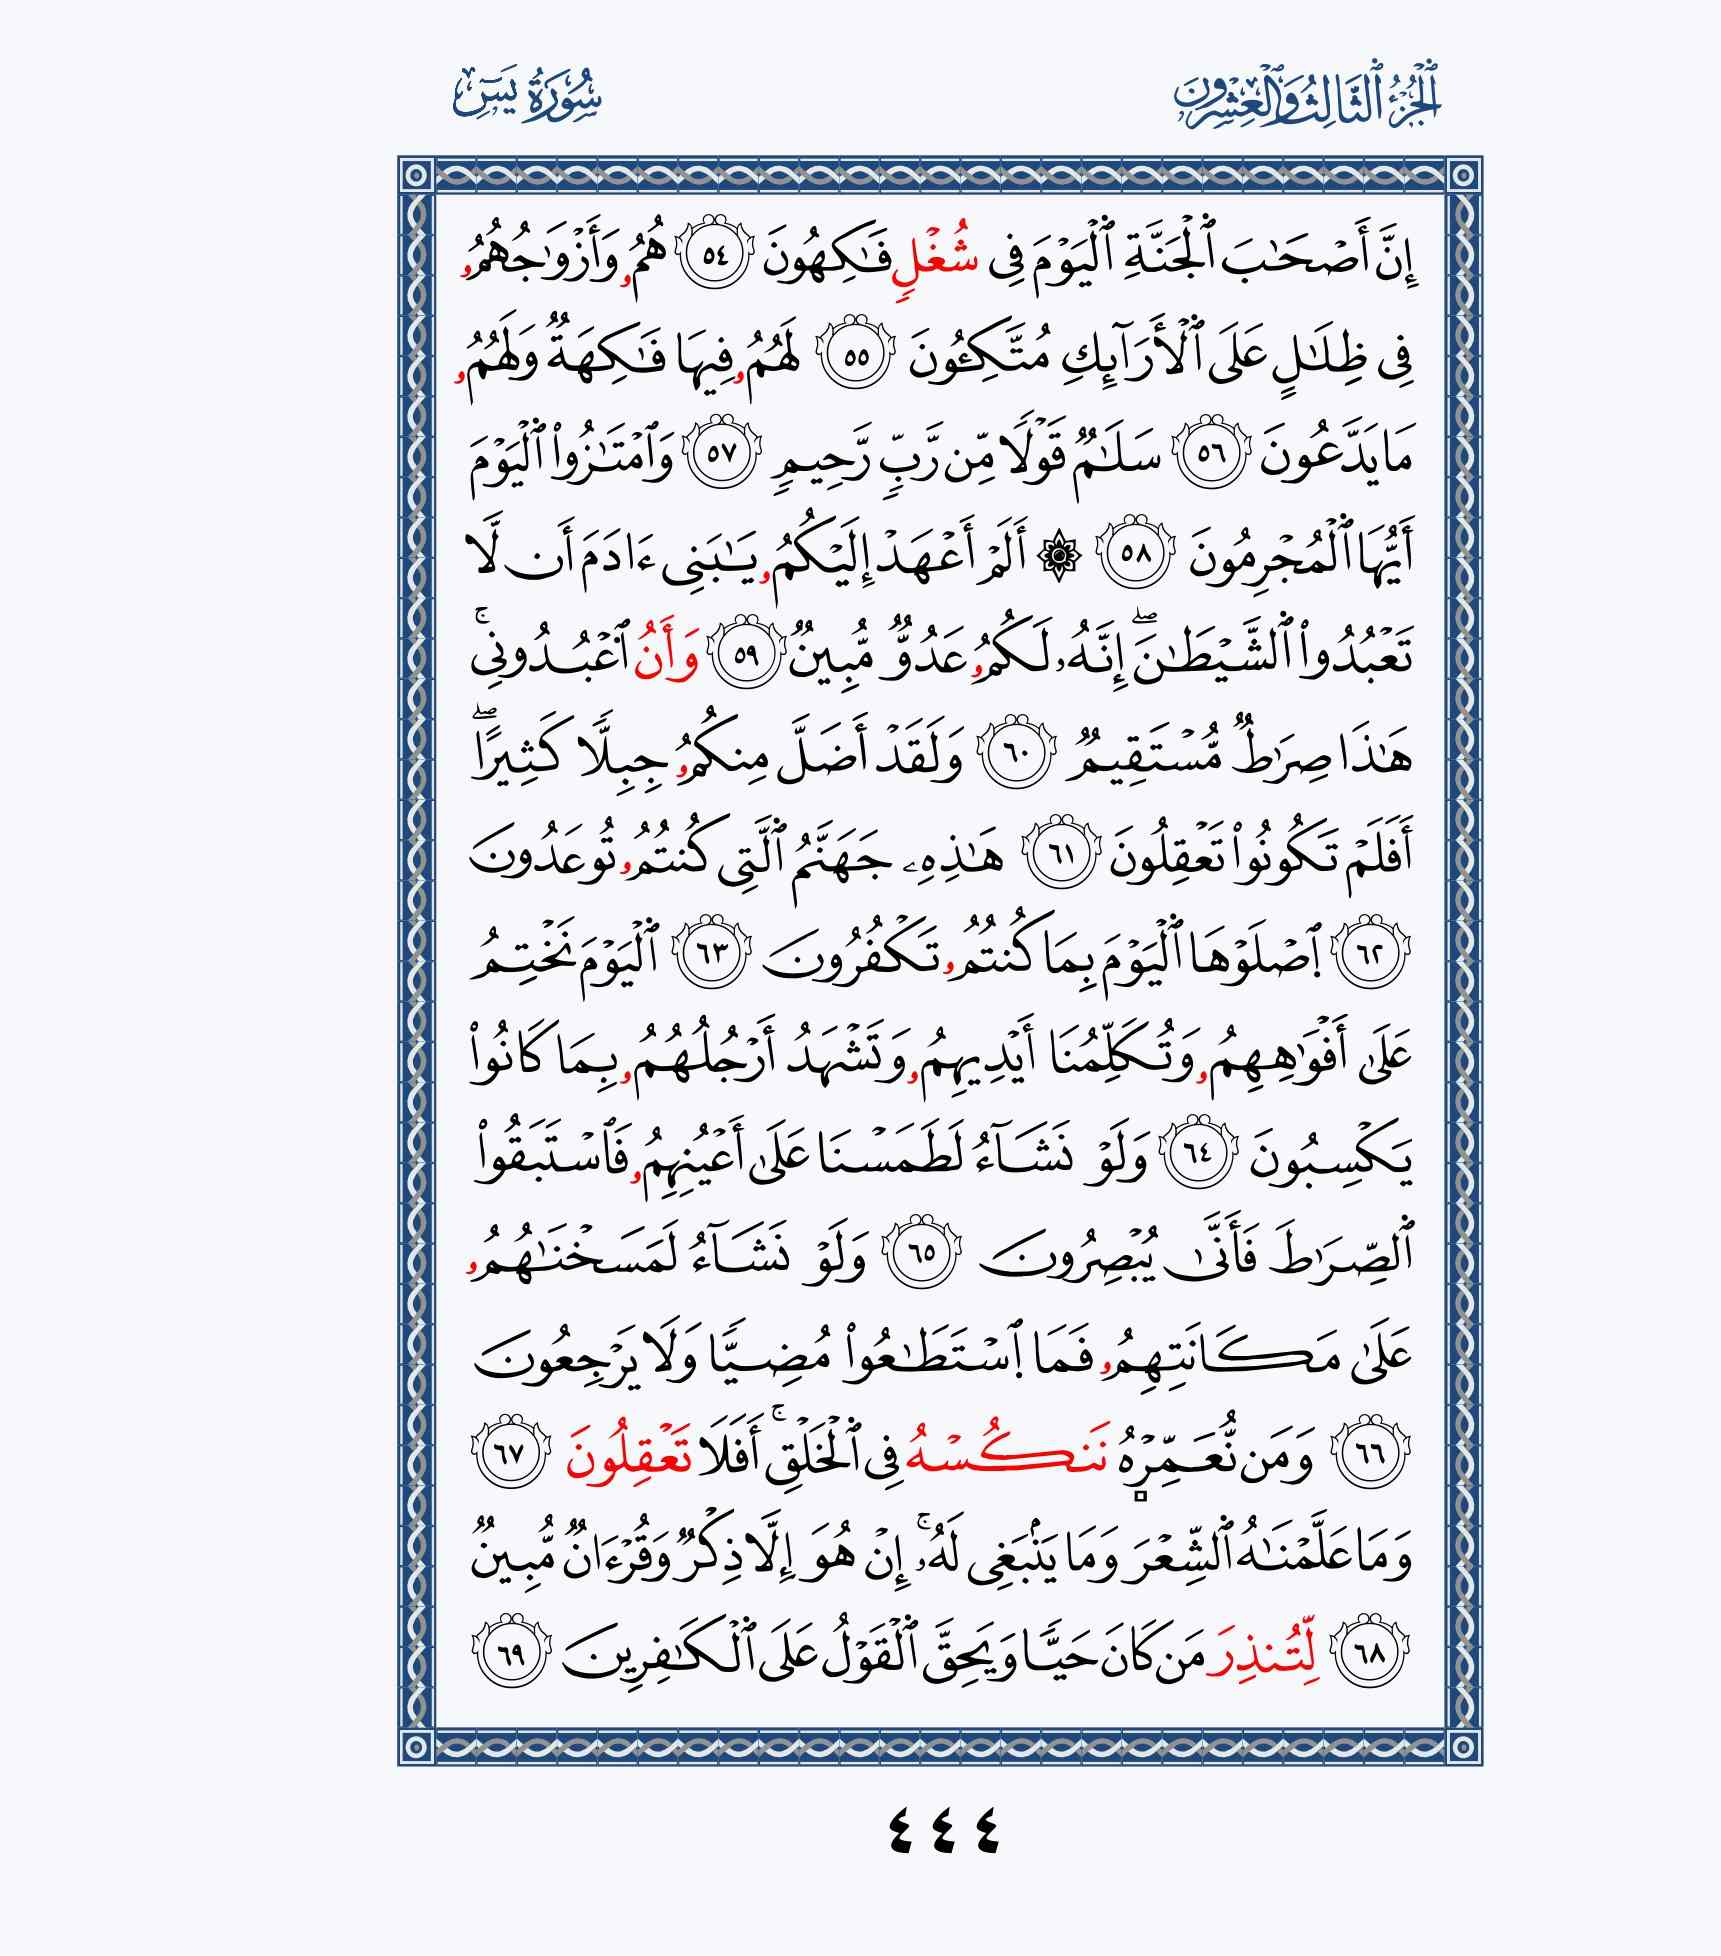 ٱلْجُزْءُ ٱلثَّالِثُ وَٱلْعِشْرُونَ
سُورَةُ يسٓ
إِنَّ أَصْحَٰبَ ٱلْجَنَّةِ ٱلْيَوْمَ فِى شُغْلٍ فَٰكِهُونَ ٥٤ هُمُۥ وَأَزْوَٰجُهُمُۥ
فِى ظِلَٰلٍ عَلَى ٱلْأَرَآئِكِ مُتَّكِـُٔونَ ٥٥ لَهُمُۥ فِيهَا فَٰكِهَةٌ وَلَهُمُۥ
مَا يَدَّعُونَ ٥٦ سَلَٰمٌ قَوْلًا مِّن رَّبٍّ رَّحِيمٍ ٥٧ وَٱمْتَٰزُوا۟ ٱلْيَوْمَ
أَيُّهَا ٱلْمُجْرِمُونَ ٥٨ ۞ أَلَمْ أَعْهَدْ إِلَيْكُمُۥ يَٰبَنِى ءَادَمَ أَن لَّا
تَعْبُدُوا۟ ٱلشَّيْطَٰنَۖ إِنَّهُۥ لَكُمُۥ عَدُوٌّ مُّبِينٌ ٥٩ وَأَنُ ٱعْبُدُونِىۚ
هَٰذَا صِرَٰطٌ مُّسْتَقِيمٌ ٦٠ وَلَقَدْ أَضَلَّ مِنكُمُۥ جِبِلًّا كَثِيرًاۖ
أَفَلَمْ تَكُونُوا۟ تَعْقِلُونَ ٦١ هَٰذِهِۦ جَهَنَّمُ ٱلَّتِى كُنتُمُۥ تُوعَدُونَ
٦٢ ٱصْلَوْهَا ٱلْيَوْمَ بِمَا كُنتُمُۥ تَكْفُرُونَ ٦٣ ٱلْيَوْمَ نَخْتِمُ
عَلَىٰ أَفْوَٰهِهِمُۥ وَتُكَلِّمُنَا أَيْدِيهِمُۥ وَتَشْهَدُ أَرْجُلُهُمُۥ بِمَا كَانُوا۟
يَكْسِبُونَ ٦٤ وَلَوْ نَشَآءُ لَطَمَسْنَا عَلَىٰ أَعْيُنِهِمُۥ فَٱسْتَبَقُوا۟
ٱلصِّرَٰطَ فَأَنَّىٰ يُبْصِرُونَ ٦٥ وَلَوْ نَشَآءُ لَمَسَخْنَٰهُمُۥ
عَلَىٰ مَكَانَتِهِمُۥ فَمَا ٱسْتَطَٰعُوا۟ مُضِيًّا وَلَا يَرْجِعُونَ
٦٦ وَمَن نُّعَمِّرْهُ نَنكُسْهُ فِى ٱلْخَلْقِۚ أَفَلَا تَعْقِلُونَ ٦٧
وَمَا عَلَّمْنَٰهُ ٱلشِّعْرَ وَمَا يَنۢبَغِى لَهُۥۚ إِنْ هُوَ إِلَّا ذِكْرٌ وَقُرْءَانٌ مُّبِينٌ
٦٨ لِّتُنذِرَ مَن كَانَ حَيًّا وَيَحِقَّ ٱلْقَوْلُ عَلَى ٱلْكَٰفِرِينَ ٦٩
٤٤٤